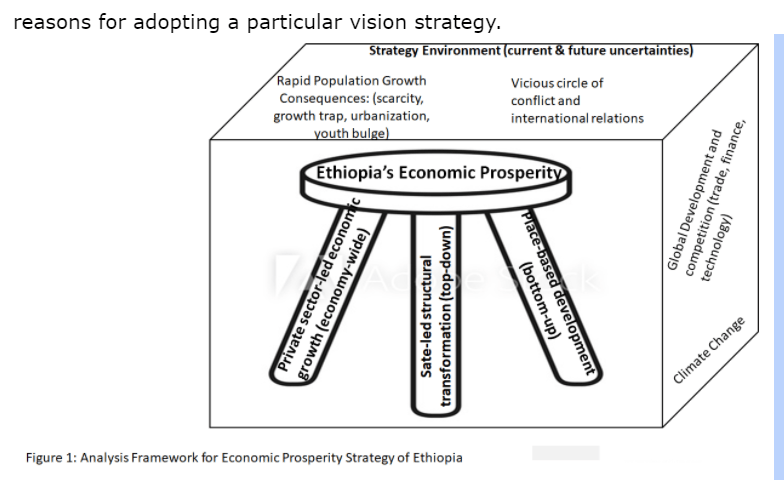 reasons for adopting a particular vision strategy.
Strategy Environment (current & future uncertainties)
Rapid Population Growth
Consequences: (scarcity,
growth trap, urbanization,
youth bulge)
Vicious circle of
conflict and
international relations
Ethiopia's Economic Prosperity
Private sector-led economic
growth (economy-wide)
Sate-led structural
transformation (top-down)
Place-based development
(bottom-up)
Global Development and
competition (trade, finance,
technology)
Climate Change
Adobe Stock
Figure 1: Analysis Framework for Economic Prosperity Strategy of Ethiopia